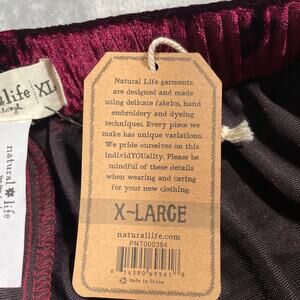 life
XL
natural
life
Natural Life garments
are designed and made
using delicate fabrics, hand
embroidery and dyeing
techniques. Every piece we
make has unique variations.
We pride ourselves on this
IndividYOUality. Please be
mindful of these details
when wearing and caring
for your new clothing.
X-LARGE
naturallife.com
PNT000384
Made in China